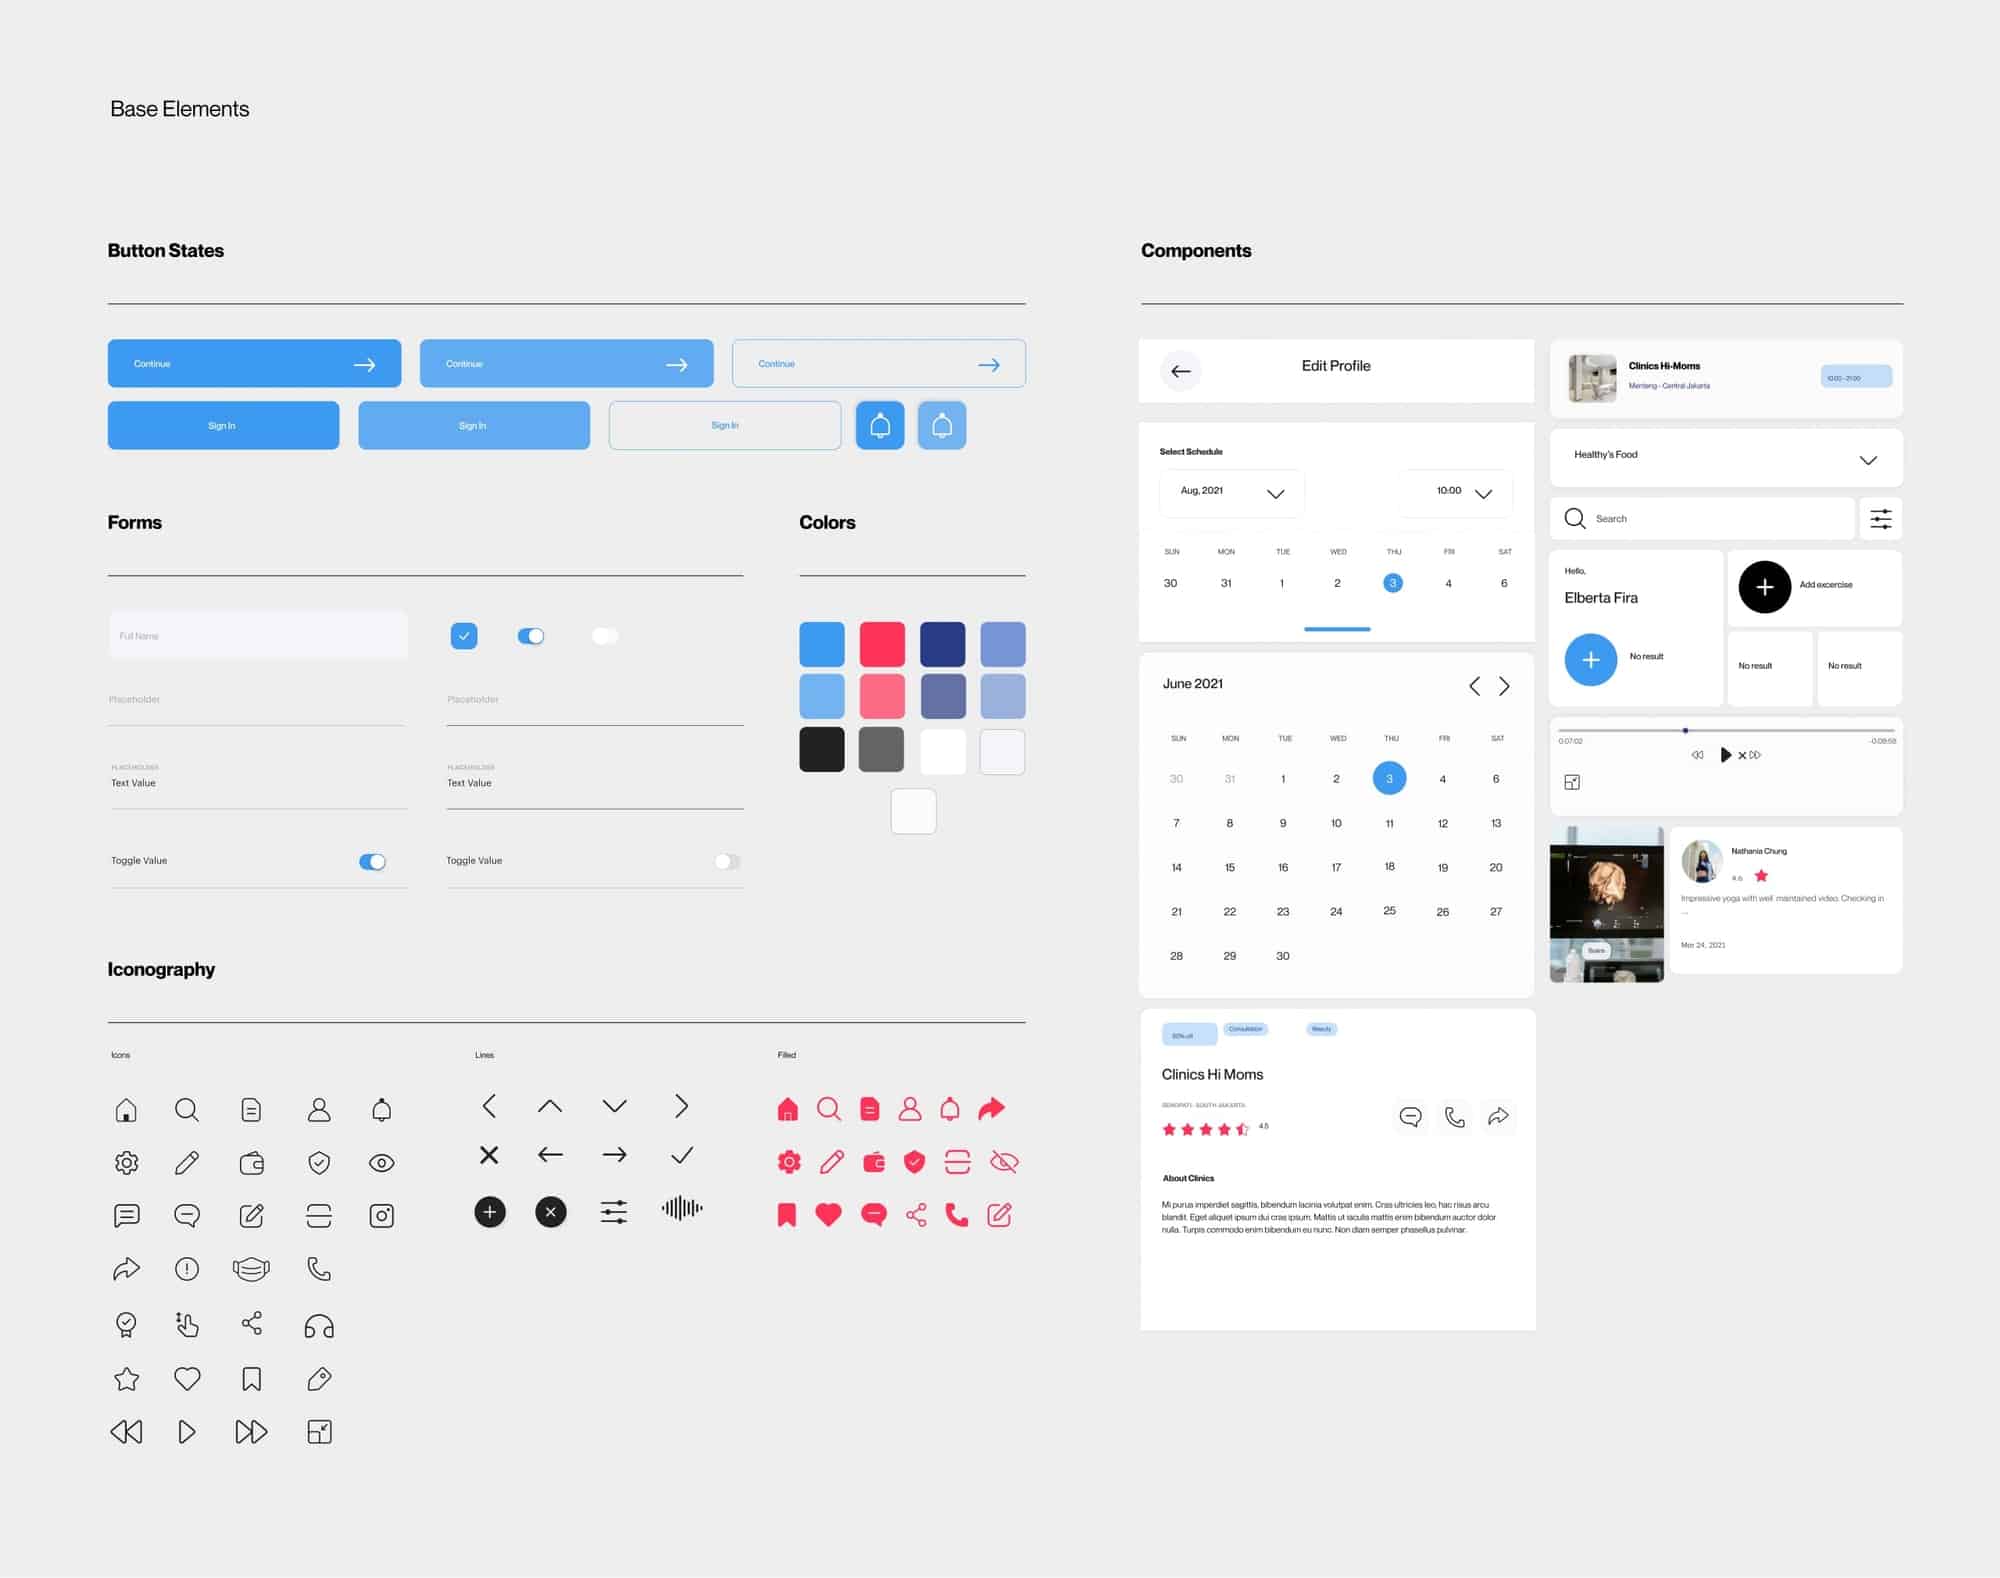 Base Elements
Button States
Continue
Continue
Continue
Sign In
Sign In
Sign In
Forms
Full Name
Placeholder
Placeholder
PLACEHOLDER
Text Value
PLACEHOLDER
Text Value
Toggle Value
Toggle Value
Colors
Iconography
Icons
Lines
Filled
Components
Edit Profile
Select Schedule
Aug, 2021
10:00
SUN MON TUE WED THU FRI SAT
30 31 1 2 3 4 6
June 2021
SUN MON TUE WED THU FRI SAT
30 31 1 2 3 4 6
7 8 9 10 11 12 13
14 15 16 17 18 19 20
21 22 23 24 25 26 27
28 29 30
50% off
Consultation
Beauty
Clinics Hi Moms
SENOPATI - SOUTH JAKARTA
4.6
About Clinics
Mi purus imperdiet sagittis, bibendum lacinia volutpat enim. Cras ultricies leo, hac risus arcu
blandit. Eget aliquet ipsum dui cras ipsum. Mattis ut iaculis mattis enim bibendum auctor dolor
nulla. Turpis commodo enim bibendum eu nunc. Non diam semper phasellus pulvinar.
Clinics Hi-Moms
Menteng - Central Jakarta
10:00 - 21:00
Healthy's Food
Search
Hello,
Elberta Fira
No result
Add excercise
No result
No result
0:07:02
-0:09:58
Nathania Chung
4.6
Impressive yoga with well maintained video. Checking in
...
Mar 24, 2021